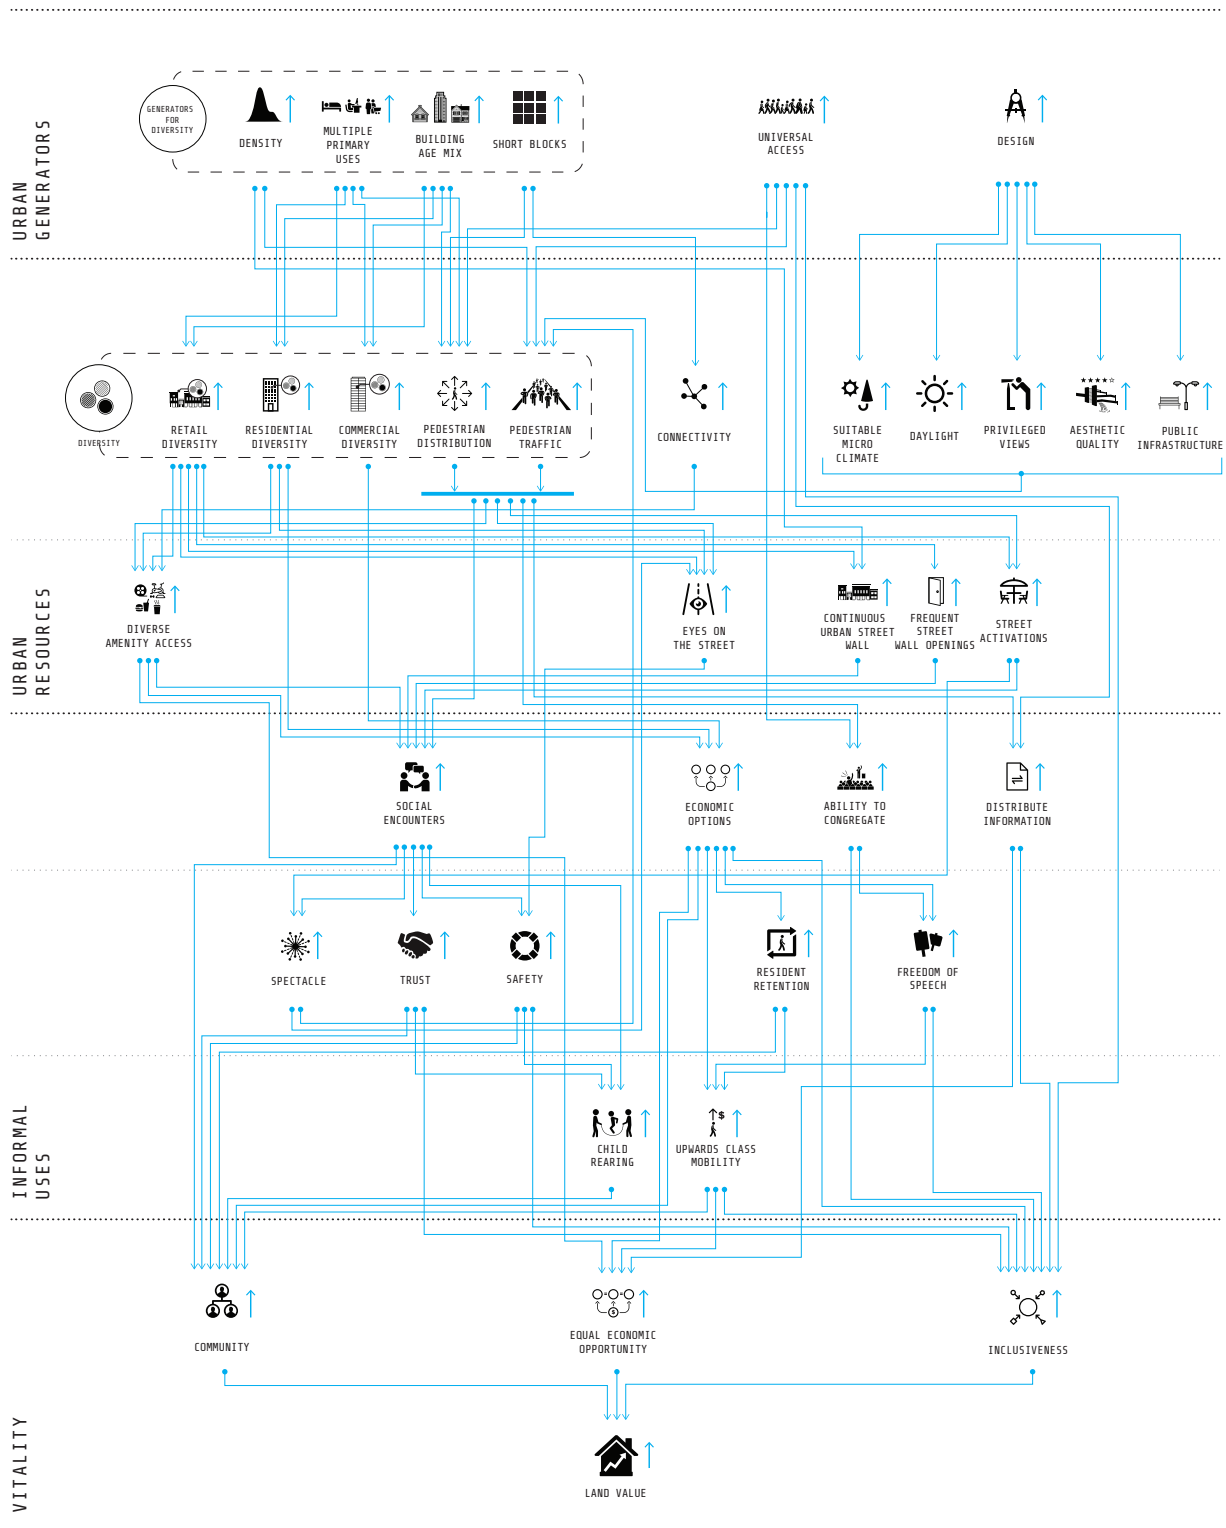 URBAN
GENERATORS
GENERATORS
FOR
DIVERSITY
DENSITY
MULTIPLE
PRIMARY
USES
BUILDING
AGE MIX
SHORT BLOCKS
UNIVERSAL
ACCESS
DESIGN
DIVERSITY
RETAIL
DIVERSITY
RESIDENTIAL
DIVERSITY
COMMERCIAL
DIVERSITY
PEDESTRIAN
DISTRIBUTION
PEDESTRIAN
TRAFFIC
CONNECTIVITY
SUITABLE
MICRO
CLIMATE
DAYLIGHT
PRIVILEGED
VIEWS
AESTHETIC
QUALITY
PUBLIC
INFRASTRUCTURE
URBAN
RESOURCES
DIVERSE
AMENITY ACCESS
EYES ON
THE STREET
CONTINUOUS
URBAN STREET
WALL
FREQUENT
STREET
WALL OPENINGS
STREET
ACTIVATIONS
SOCIAL
ENCOUNTERS
ECONOMIC
OPTIONS
ABILITY TO
CONGREGATE
DISTRIBUTE
INFORMATION
SPECTACLE
TRUST
SAFETY
RESIDENT
RETENTION
FREEDOM OF
SPEECH
INFORMAL
USES
$
CHILD
REARING
UPWARDS CLASS
MOBILITY
$
COMMUNITY
EQUAL ECONOMIC
OPPORTUNITY
INCLUSIVENESS
VITALITY
LAND VALUE